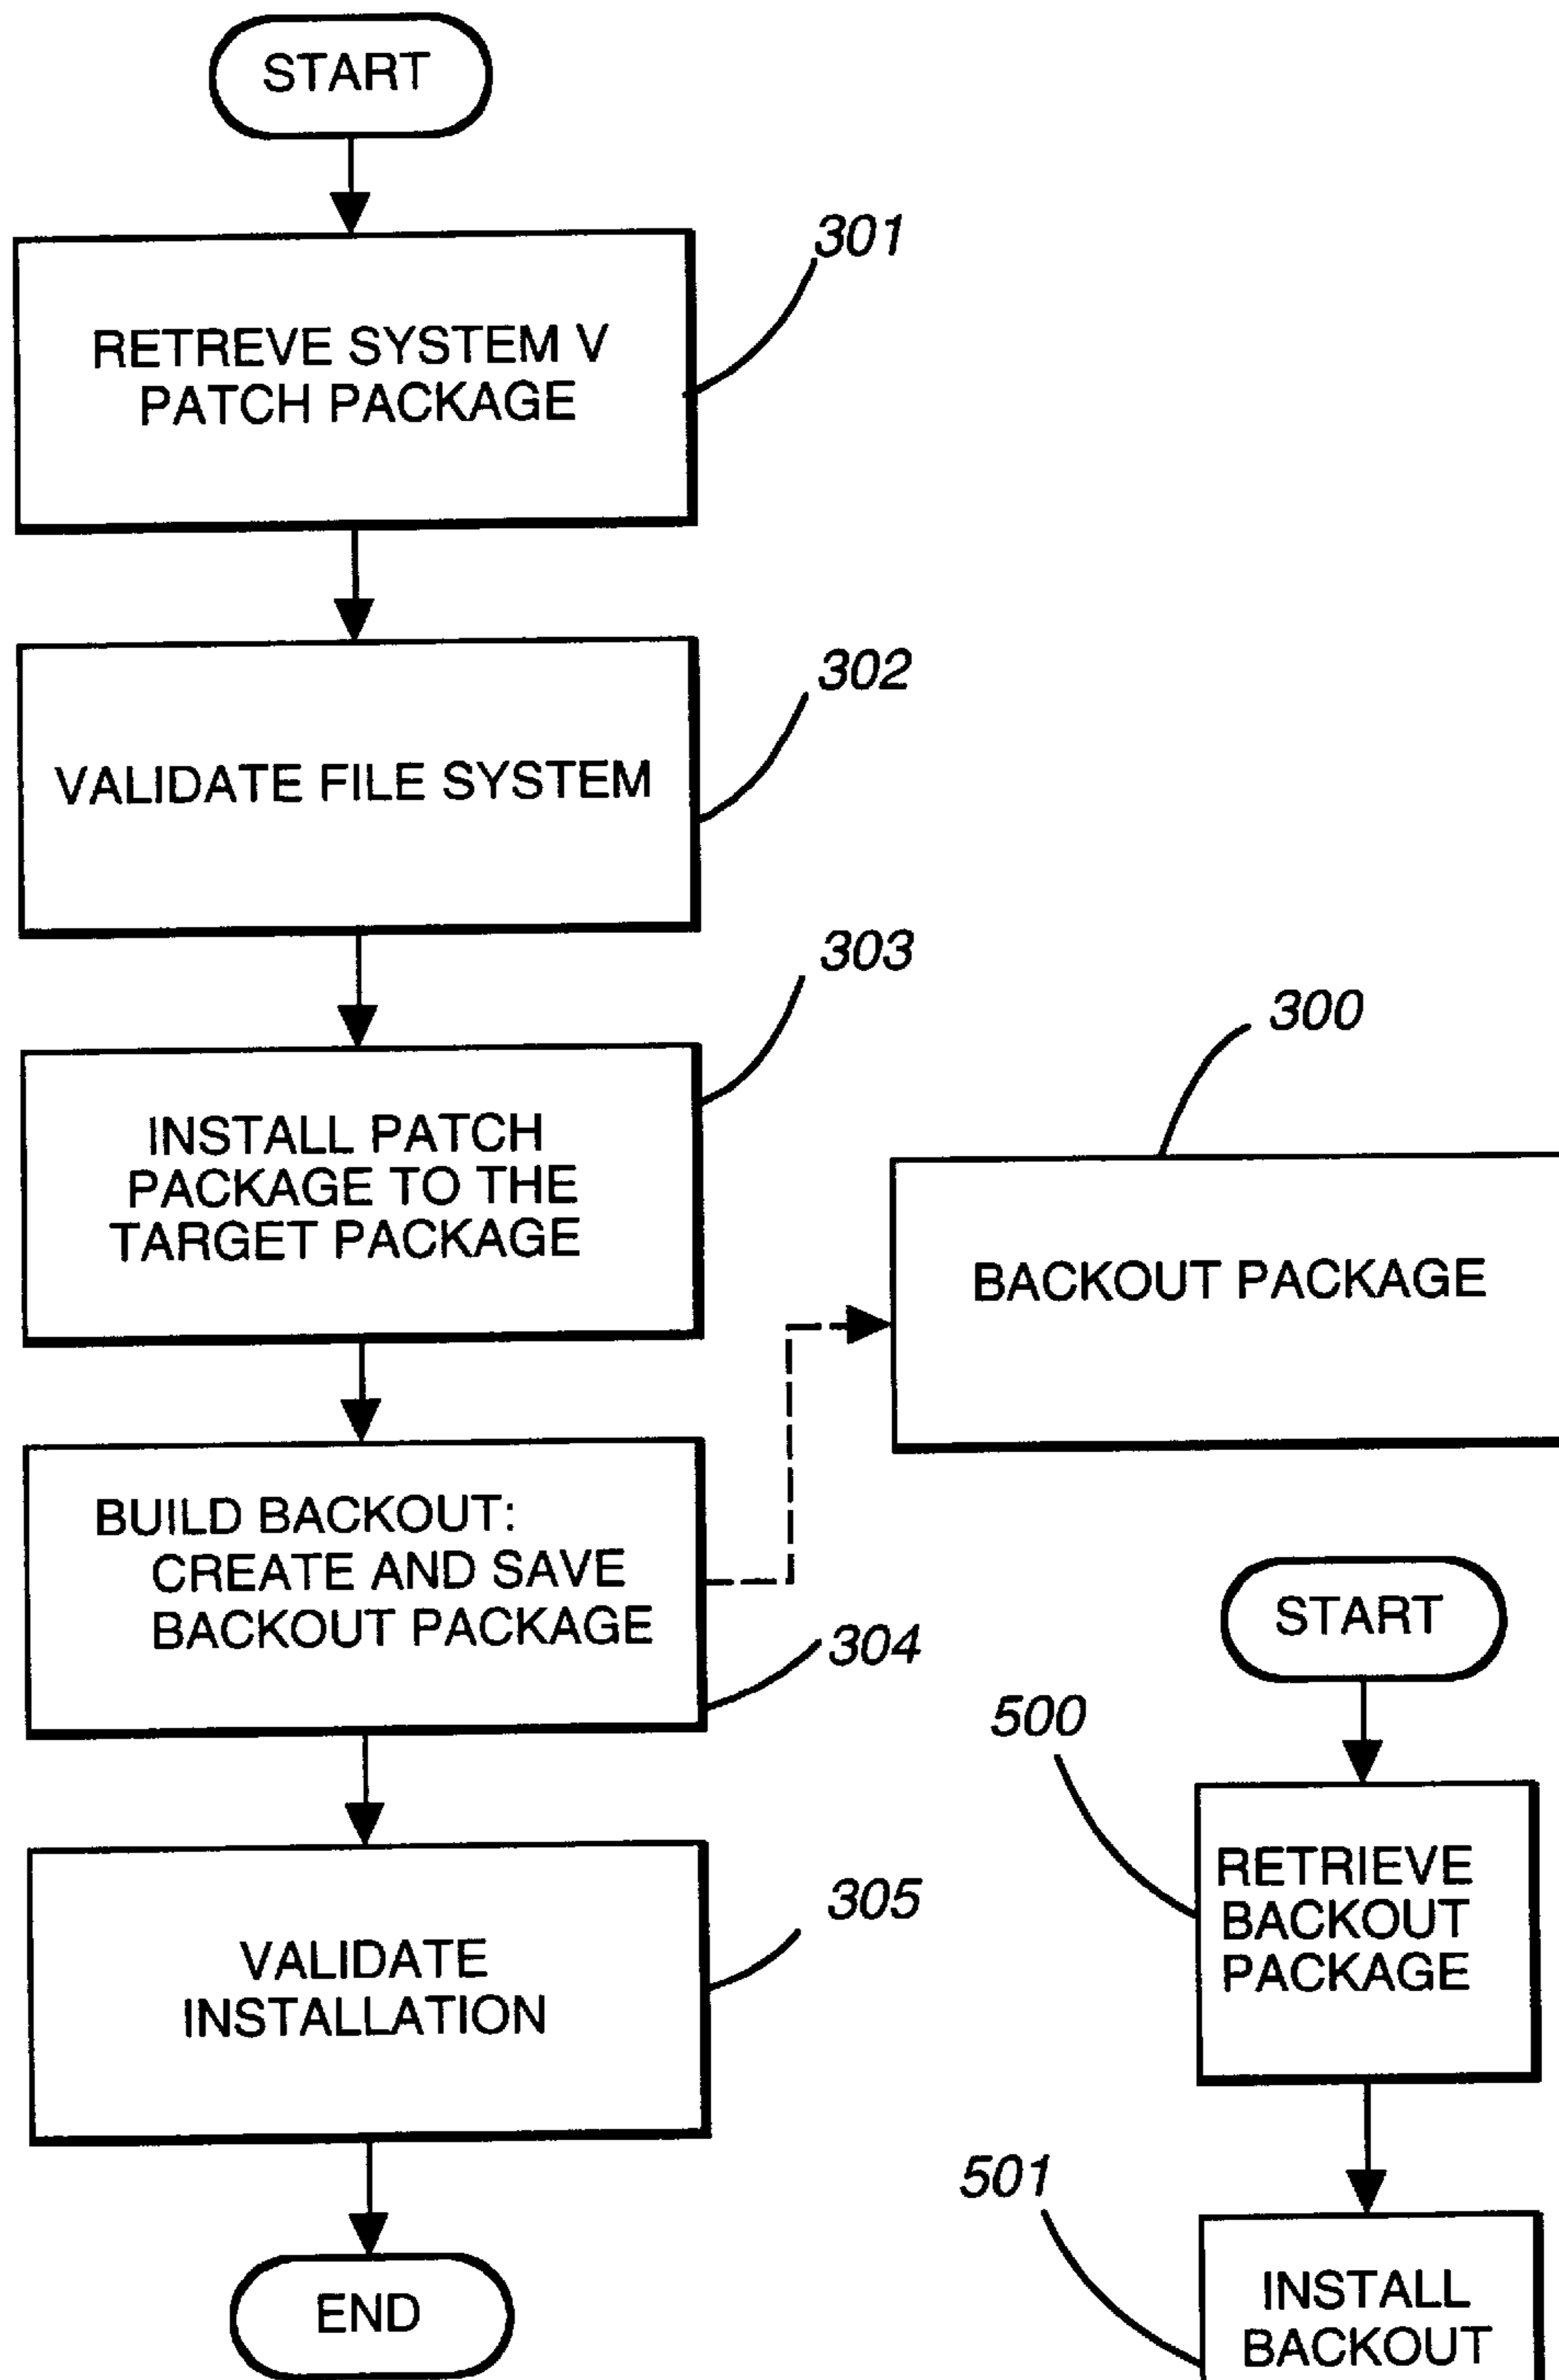 START
301
RETREVE SYSTEM V
PATCH PACKAGE
302
VALIDATE FILE SYSTEM
303
INSTALL PATCH
PACKAGE TO THE
TARGET PACKAGE
300
BACKOUT PACKAGE
BUILD BACKOUT:
CREATE AND SAVE
BACKOUT PACKAGE
304
305
VALIDATE
INSTALLATION
END
START
500
RETRIEVE
BACKOUT
PACKAGE
501
INSTALL
BACKOUT